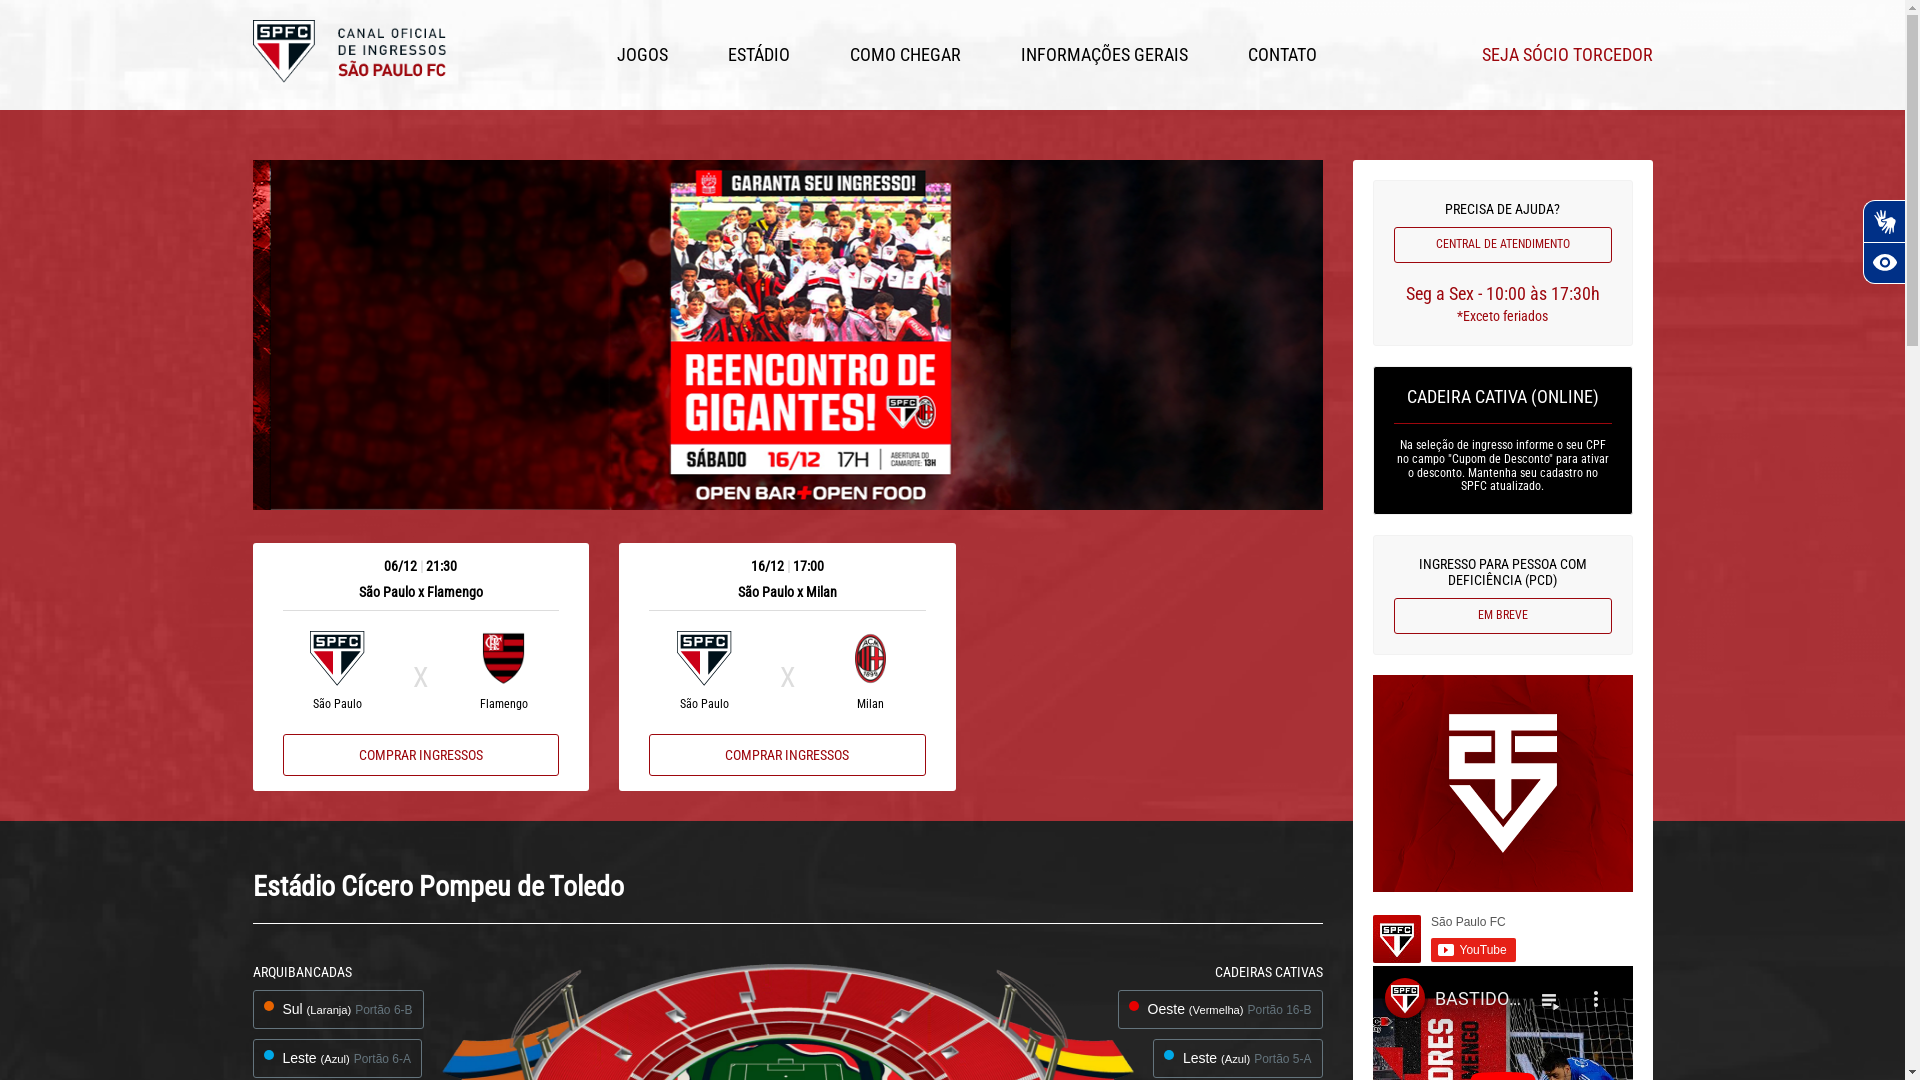 SPFC
CANAL OFICIAL
DE INGRESSOS
SÃO PAULO FC
JOGOS
ESTÁDIO
COMO CHEGAR
INFORMAÇÕES GERAIS
CONTATO
SEJA SÓCIO TORCEDOR
GARANTA SEU INGRESSO!
REENCONTRO DE
GIGANTES!
SPFC
SÁBADO 16/12 17H
ABERTURA DO
CAMAROTE: 13H
OPEN BAR+OPEN FOOD
06/12 | 21:30
São Paulo x Flamengo
SPFC
X
São Paulo
Flamengo
COMPRAR INGRESSOS
16/12 | 17:00
São Paulo x Milan
SPFC
X
São Paulo
Milan
COMPRAR INGRESSOS
PRECISA DE AJUDA?
CENTRAL DE ATENDIMENTO
Seg a Sex - 10:00 às 17:30h
*Exceto feriados
CADEIRA CATIVA (ONLINE)
Na seleção de ingresso informe o seu CPF
no campo "Cupom de Desconto" para ativar
o desconto. Mantenha seu cadastro no
SPFC atualizado.
INGRESSO PARA PESSOA COM
DEFICIÊNCIA (PCD)
EM BREVE
SPFC
São Paulo FC
YouTube
SPFC
BASTIDO...
Estádio Cícero Pompeu de Toledo
ARQUIBANCADAS
Sul (Laranja) Portão 6-B
Leste (Azul) Portão 6-A
CADEIRAS CATIVAS
Oeste (Vermelha) Portão 16-B
Leste (Azul) Portão 5-A